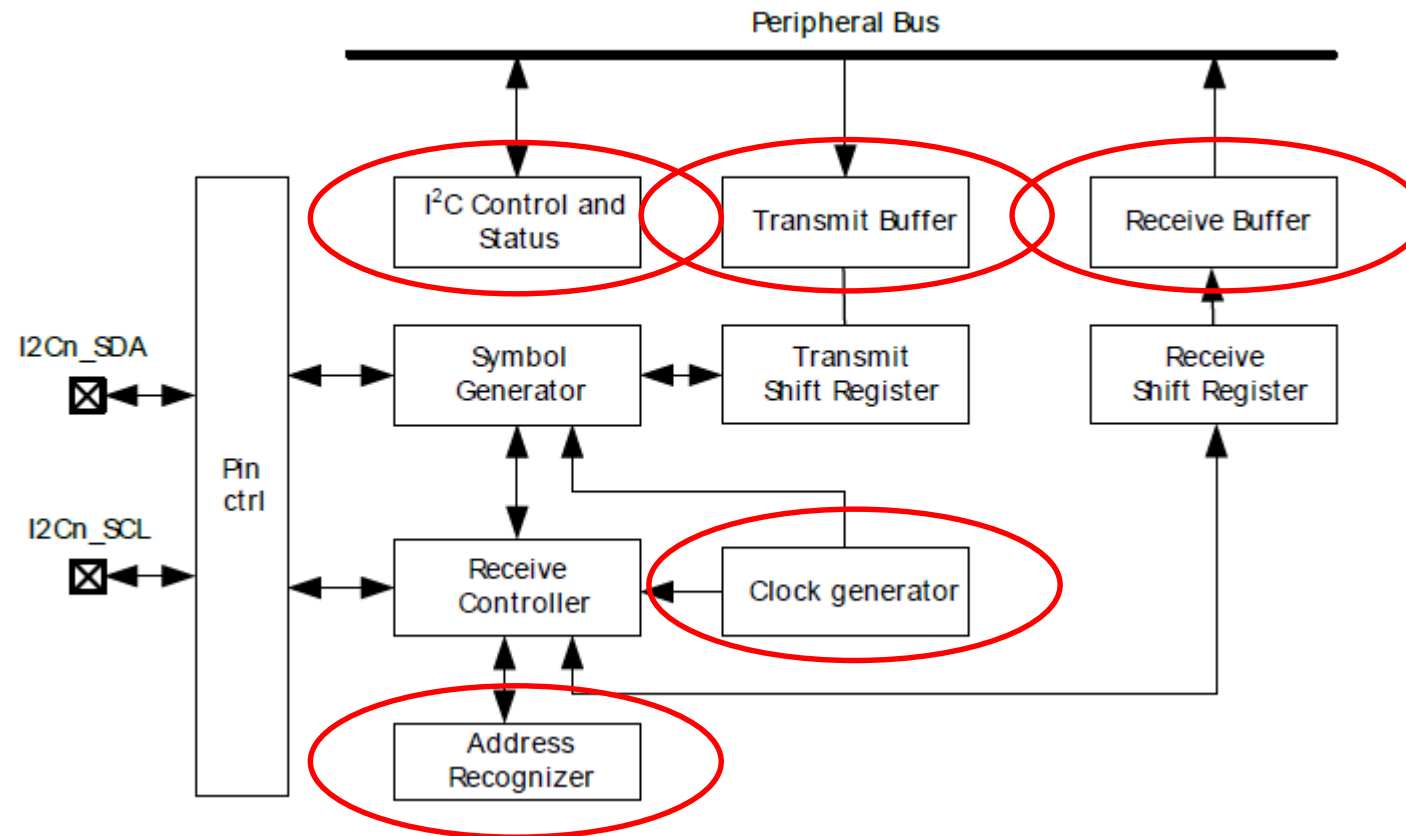 Peripheral Bus
I²C Control and
Status
Transmit Buffer
Receive Buffer
I2Cn_SDA
Symbol
Generator
Transmit
Shift Register
Receive
Shift Register
Pin
ctrl
I2Cn_SCL
Receive
Controller
Clock generator
Address
Recognizer